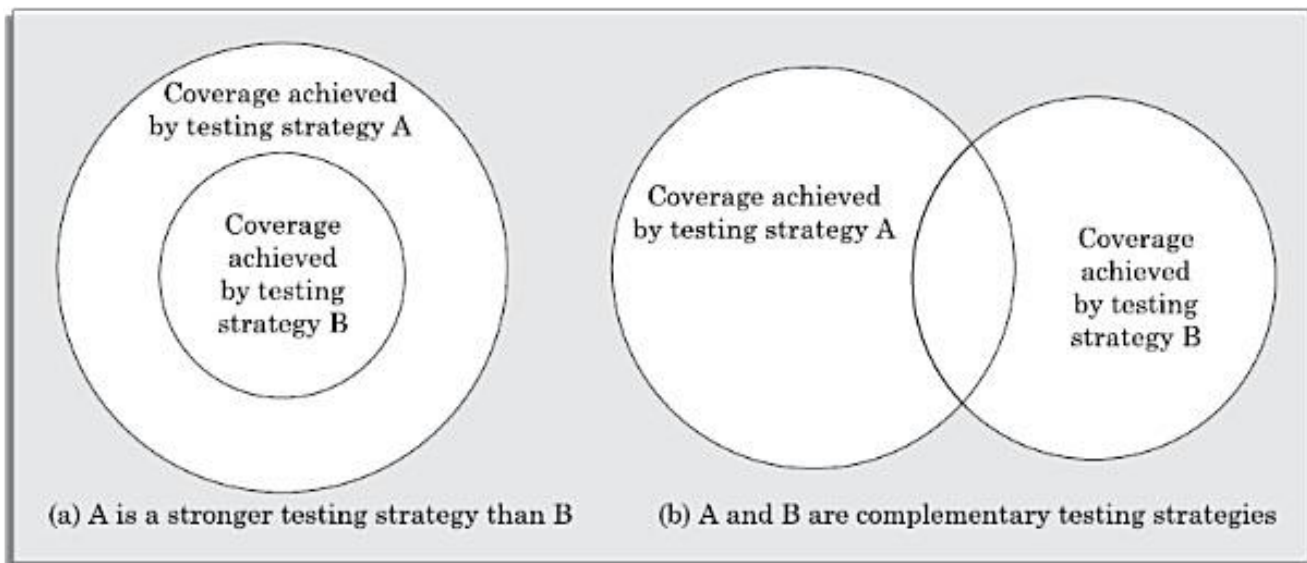 Coverage achieved
by testing strategy A
Coverage
achieved
by testing
strategy B
(a) A is a stronger testing strategy than B
Coverage achieved
by testing strategy A
Coverage
achieved
by testing
strategy B
(b) A and B are complementary testing strategies